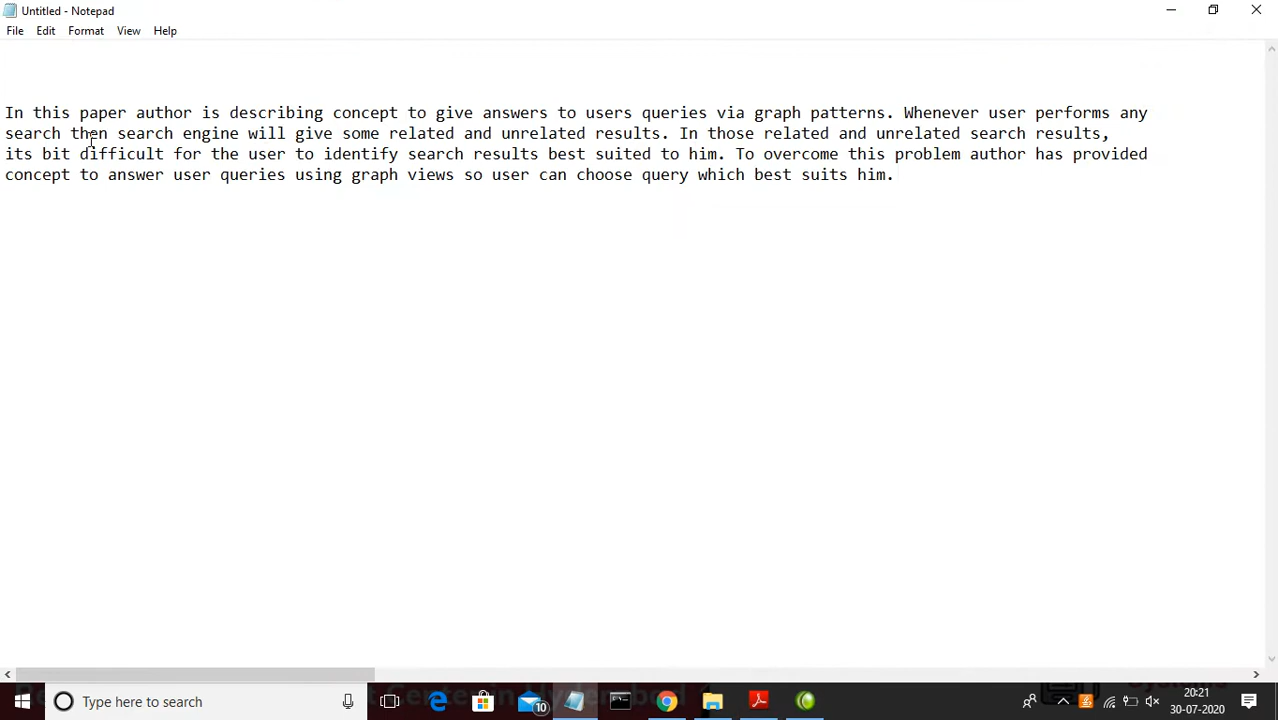 Untitled - Notepad
File Edit Format View Help
In this paper author is describing concept to give answers to users queries via graph patterns. Whenever user performs any
search then search engine will give some related and unrelated results. In those related and unrelated search results,
its bit difficult for the user to identify search results best suited to him. To overcome this problem author has provided
concept to answer user queries using graph views so user can choose query which best suits him.
Type here to search
10
20:21
30-07-2020